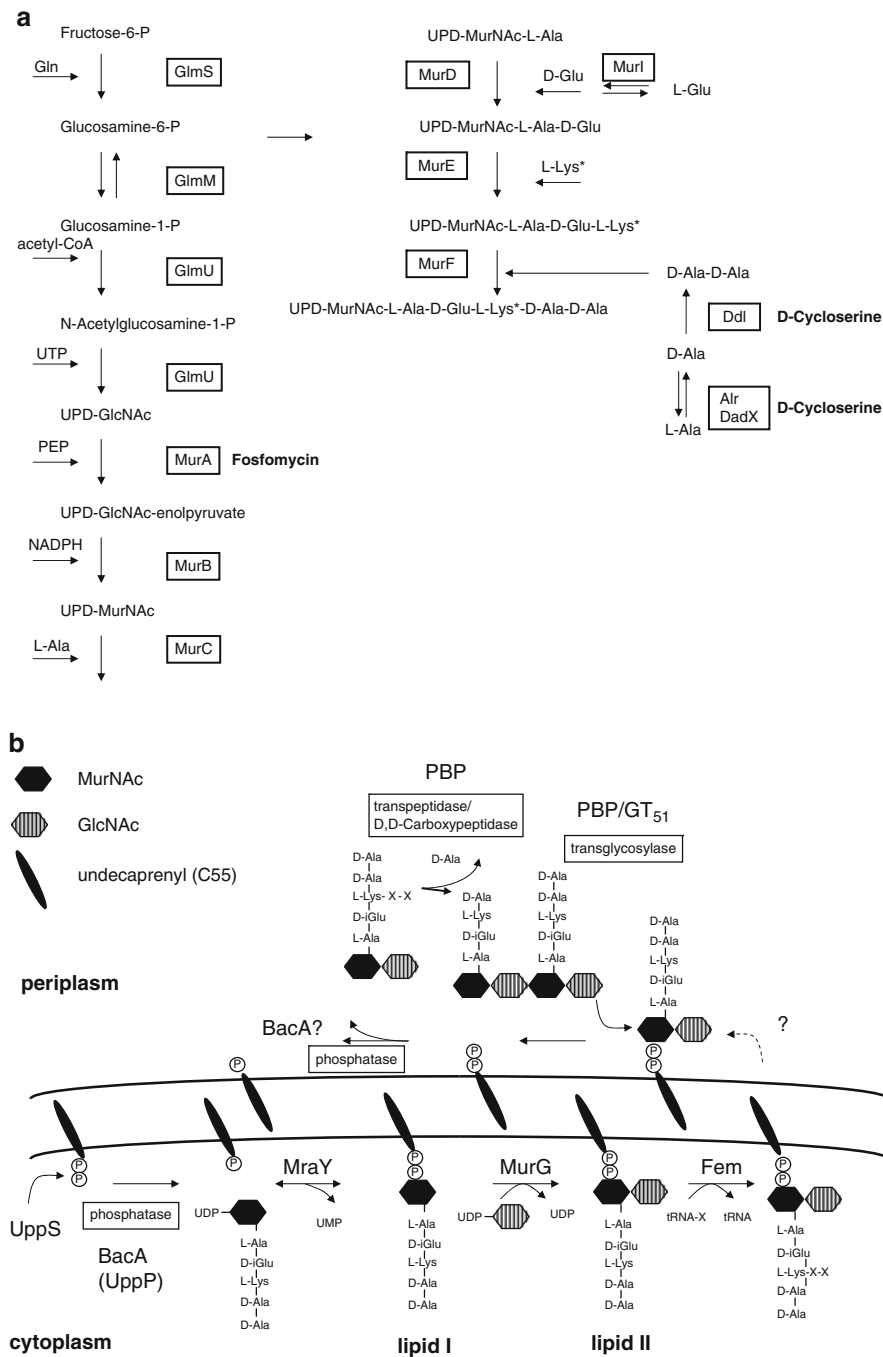 a
Fructose-6-P
Gln
GlmS
Glucosamine-6-P
GlmM
Glucosamine-1-P
acetyl-CoA
GlmU
N-Acetylglucosamine-1-P
UTP
GlmU
UPD-GlcNAc
PEP
MurA
Fosfomycin
UPD-GlcNAc-enolpyruvate
NADPH
MurB
UPD-MurNAc
L-Ala
MurC
UPD-MurNAc-L-Ala
MurD
D-Glu
MurI
L-Glu
UPD-MurNAc-L-Ala-D-Glu
MurE
L-Lys*
UPD-MurNAc-L-Ala-D-Glu-L-Lys*
MurF
D-Ala-D-Ala
UPD-MurNAc-L-Ala-D-Glu-L-Lys*-D-Ala-D-Ala
Ddl
D-Cycloserine
D-Ala
Alr
DadX
D-Cycloserine
L-Ala
b
MurNAc
GlcNAc
undecaprenyl (C55)
PBP
transpeptidase/
D,D-Carboxypeptidase
PBP/GT51
transglycosylase
D-Ala
D-Ala
L-Lys-X-X
D-iGlu
L-Ala
D-Ala
D-Ala
L-Lys
D-iGlu
L-Ala
D-Ala
D-Ala
L-Lys
D-iGlu
L-Ala
D-Ala
D-Ala
L-Lys
D-iGlu
L-Ala
periplasm
BacA?
phosphatase
?
P
P
P
P
P
P
P
P
P
P
P
P
P
P
UppS
phosphatase
BacA
(UppP)
MraY
UMP
UDP
L-Ala
D-iGlu
L-Lys
D-Ala
D-Ala
L-Ala
D-iGlu
L-Lys
D-Ala
D-Ala
MurG
UDP
UDP
L-Ala
D-iGlu
L-Lys
D-Ala
D-Ala
Fem
tRNA-X
tRNA
L-Ala
D-iGlu
L-Lys-X-X
D-Ala
D-Ala
cytoplasm
lipid I
lipid II